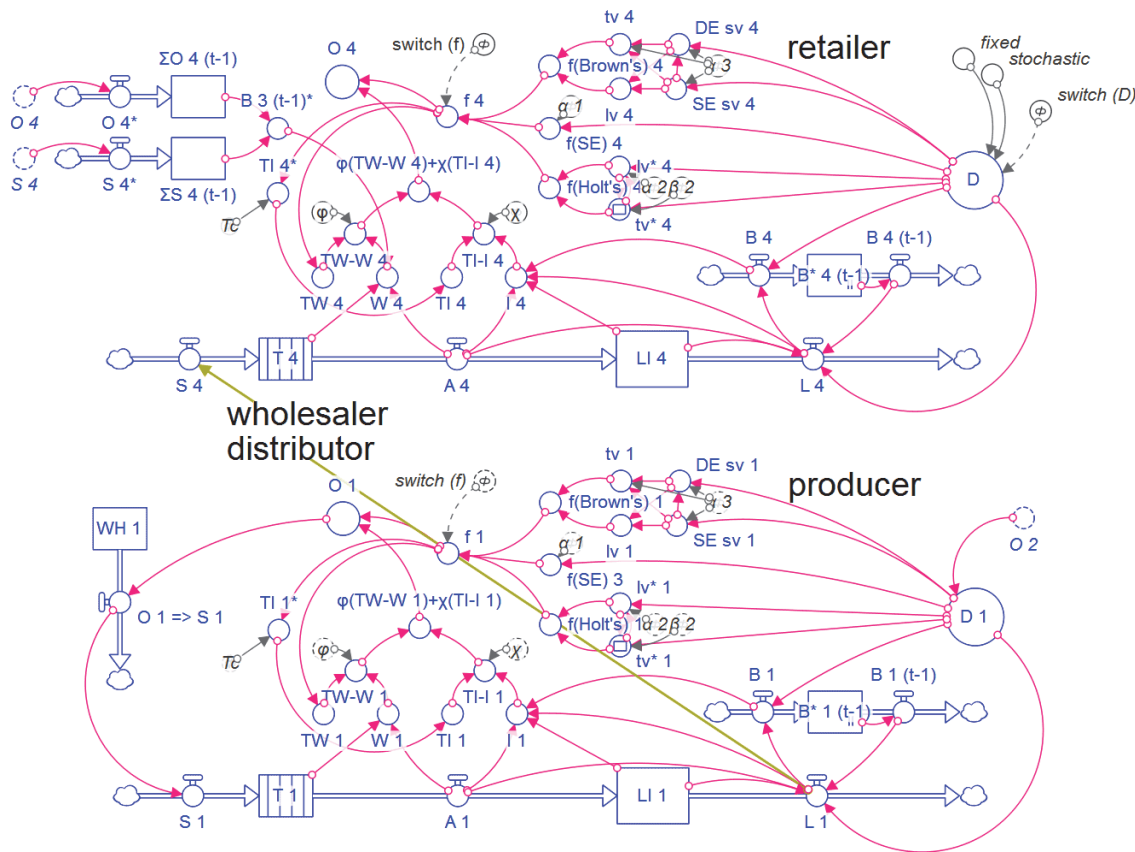 tv 4
DE sv 4
retailer
fixed
stochastic
switch (D)
ϕ
O 4
switch (f)
ϕ
ΣO 4 (t-1)
B 3 (t-1)*
f(Brown's) 4
3
SE sv 4
O 4
O 4*
f 4
α 1
lv 4
f(SE) 4
S 4
S 4*
ΣS 4 (t-1)
TI 4*
φ(TW-W 4)+χ(TI-I 4)
lv* 4
f(Holt's) 4
α 2
β 2
tv* 4
D
φ
χ
TW-W 4
TI-I 4
B 4
B 4 (t-1)
B* 4 (t-1)
TW 4
W 4
TI 4
I 4
T 4
LI 4
S 4
A 4
L 4
wholesaler
distributor
tv 1
DE sv 1
producer
O 1
switch (f)
ϕ
f(Brown's) 1
3
SE sv 1
O 2
WH 1
f 1
α 1
lv 1
f(SE) 3
O 1 => S 1
TI 1*
φ(TW-W 1)+χ(TI-I 1)
lv* 1
f(Holt's) 1
α 2
β 2
tv* 1
D 1
φ
χ
TW-W 1
TI-I 1
B 1
B 1 (t-1)
B* 1 (t-1)
TW 1
W 1
TI 1
I 1
T 1
LI 1
S 1
A 1
L 1